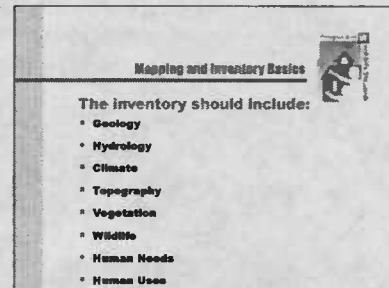 Mapping and Inventory Basics
The inventory should include:
• Geology
• Hydrology
• Climate
• Topography
• Vegetation
• Wildlife
• Human Needs
• Human Uses